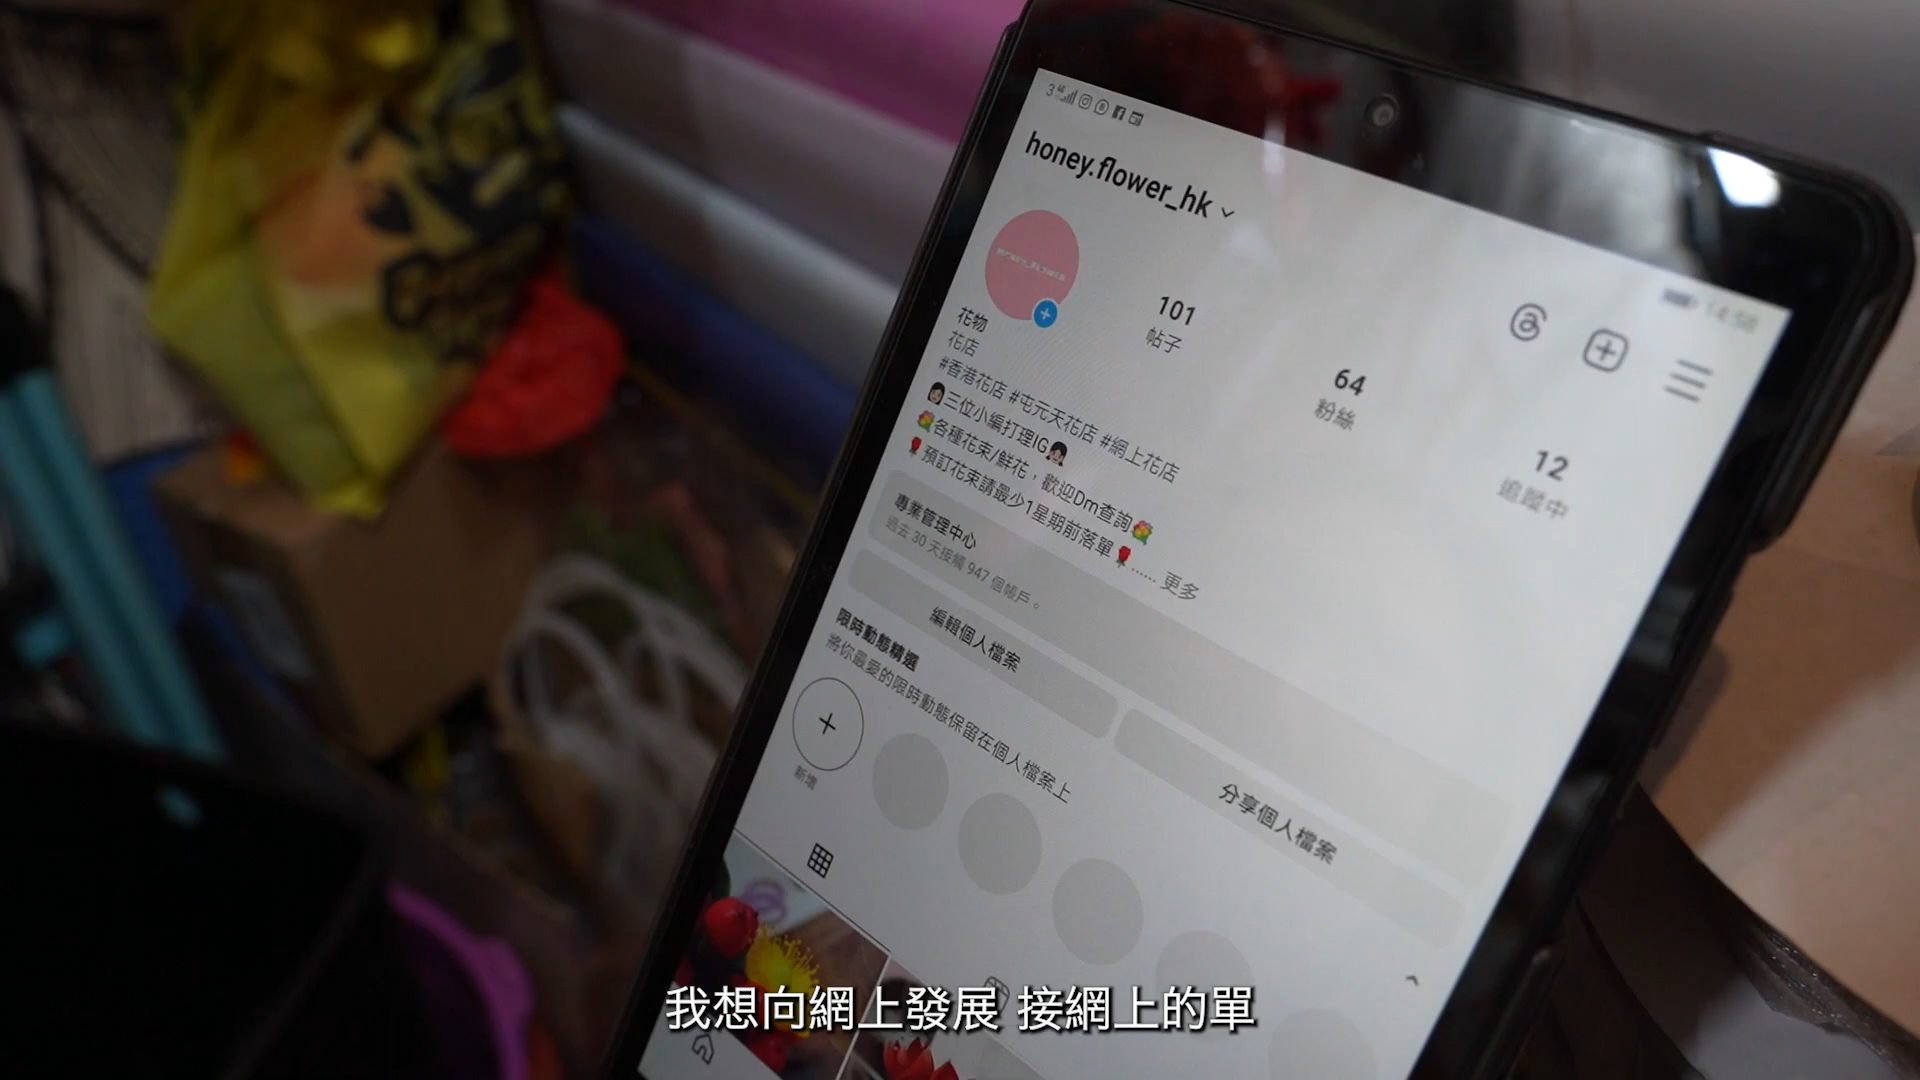 honey.flower_hk
101
帖子
64
粉絲
12
追蹤中
花物
花店
#香港花店 #屯元天花店 #網上花店
👩🏻三位小編打理IG👧🏻
💐各種花束/鮮花，歡迎Dm查詢💐
🌹預訂花束請最少1星期前落單🌹…… 更多
專業管理中心
過去 30 天接觸 947 個帳戶。
編輯個人檔案
分享個人檔案
限時動態精選
將你最愛的限時動態保留在個人檔案上
新增
我想向網上發展 接網上的單